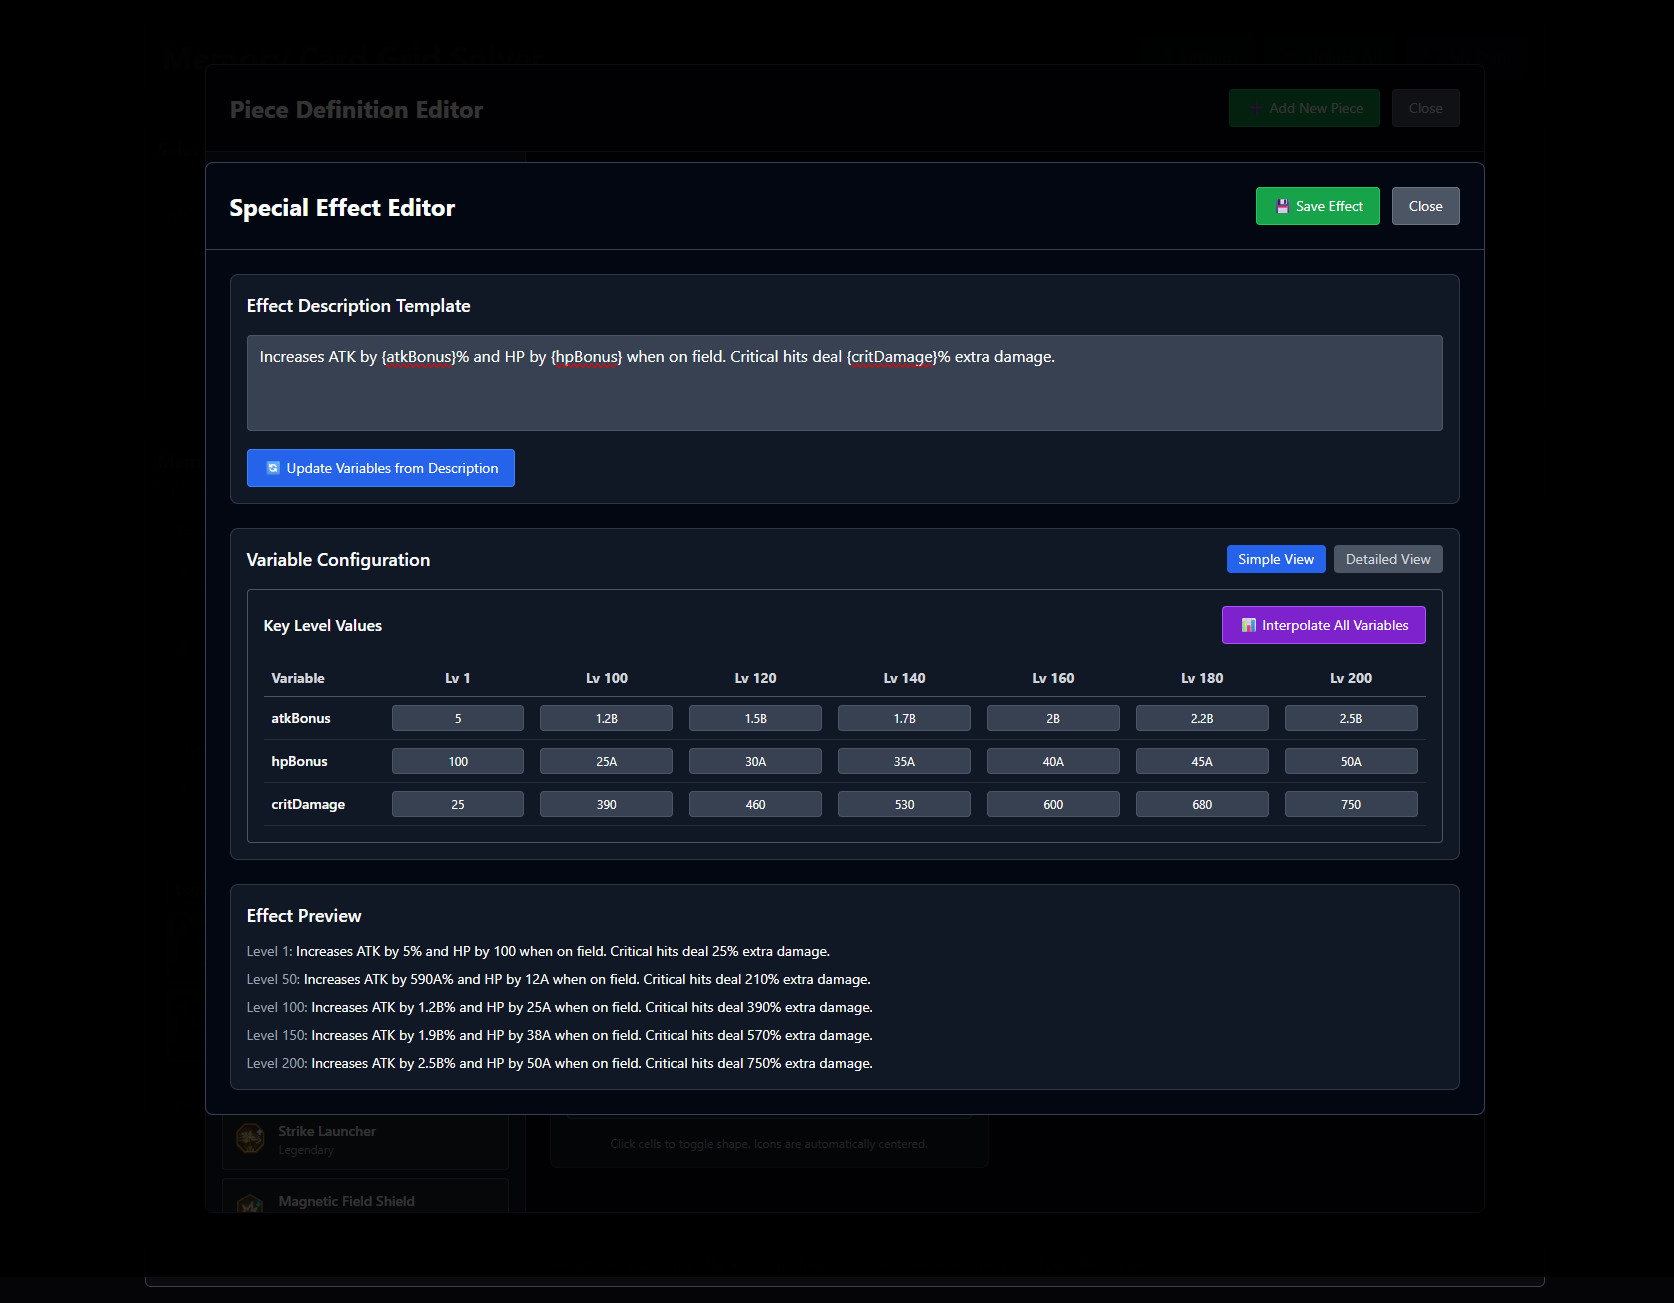 Memory Card Grid Solver
Piece Definition Editor
Add New Piece
Close
Special Effect Editor
💾 Save Effect
Close
Effect Description Template
Increases ATK by {atkBonus}% and HP by {hpBonus} when on field. Critical hits deal {critDamage}% extra damage.
🔄 Update Variables from Description
Variable Configuration
Simple View
Detailed View
Key Level Values
📊 Interpolate All Variables
Variable Lv 1 Lv 100 Lv 120 Lv 140 Lv 160 Lv 180 Lv 200
atkBonus 5 1.2B 1.5B 1.7B 2B 2.2B 2.5B
hpBonus 100 25A 30A 35A 40A 45A 50A
critDamage 25 390 460 530 600 680 750
Effect Preview
Level 1: Increases ATK by 5% and HP by 100 when on field. Critical hits deal 25% extra damage.
Level 50: Increases ATK by 590A% and HP by 12A when on field. Critical hits deal 210% extra damage.
Level 100: Increases ATK by 1.2B% and HP by 25A when on field. Critical hits deal 390% extra damage.
Level 150: Increases ATK by 1.9B% and HP by 38A when on field. Critical hits deal 570% extra damage.
Level 200: Increases ATK by 2.5B% and HP by 50A when on field. Critical hits deal 750% extra damage.
Strike Launcher
Legendary
Click cells to toggle shape. Icons are automatically centered.
Magnetic Field Shield